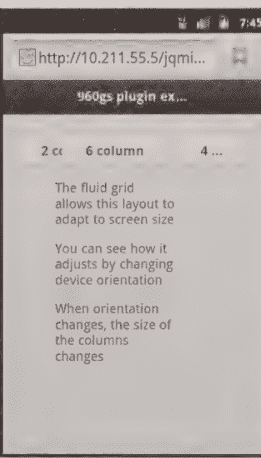 7:45
http://10.211.55.5/jqmi...
960gs plugin ex...
2 cc 6 column 4 ...
The fluid grid
allows this layout to
adapt to screen size
You can see how it
adjusts by changing
device orientation
When orientation
changes, the size of
the columns
changes